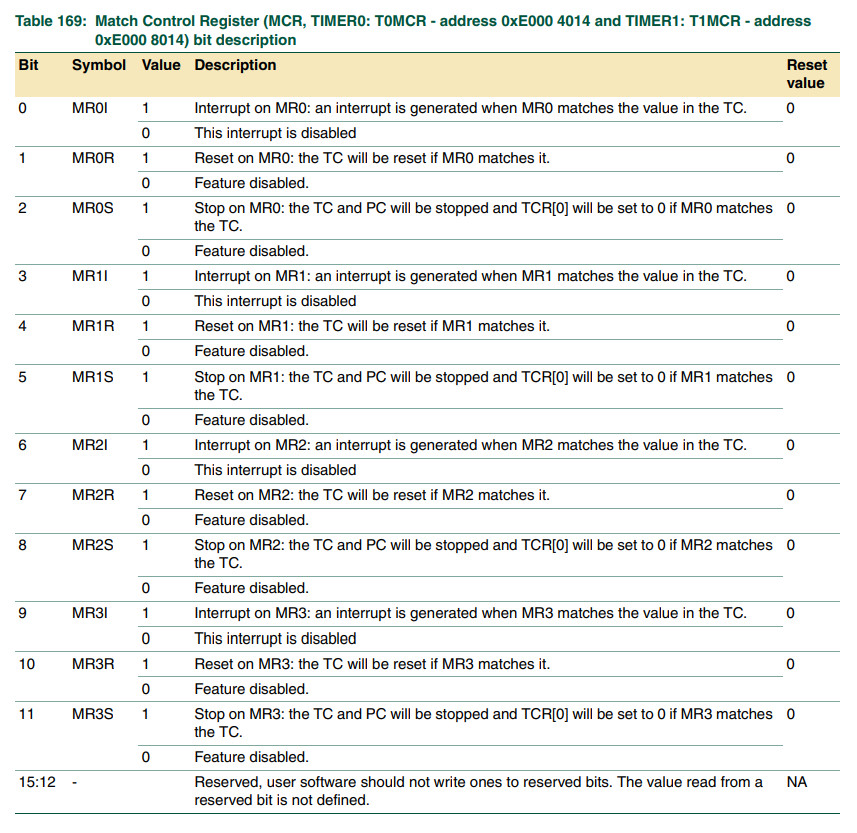 Table 169: Match Control Register (MCR, TIMER0: T0MCR - address 0xE000 4014 and TIMER1: T1MCR - address
0xE000 8014) bit description
Bit Symbol Value Description Reset
value
0 MR0I 1 Interrupt on MR0: an interrupt is generated when MR0 matches the value in the TC. 0
0 This interrupt is disabled
1 MR0R 1 Reset on MR0: the TC will be reset if MR0 matches it. 0
0 Feature disabled.
2 MR0S 1 Stop on MR0: the TC and PC will be stopped and TCR[0] will be set to 0 if MR0 matches 0
the TC.
0 Feature disabled.
3 MR1I 1 Interrupt on MR1: an interrupt is generated when MR1 matches the value in the TC. 0
0 This interrupt is disabled
4 MR1R 1 Reset on MR1: the TC will be reset if MR1 matches it. 0
0 Feature disabled.
5 MR1S 1 Stop on MR1: the TC and PC will be stopped and TCR[0] will be set to 0 if MR1 matches 0
the TC.
0 Feature disabled.
6 MR2I 1 Interrupt on MR2: an interrupt is generated when MR2 matches the value in the TC. 0
0 This interrupt is disabled
7 MR2R 1 Reset on MR2: the TC will be reset if MR2 matches it. 0
0 Feature disabled.
8 MR2S 1 Stop on MR2: the TC and PC will be stopped and TCR[0] will be set to 0 if MR2 matches 0
the TC.
0 Feature disabled.
9 MR3I 1 Interrupt on MR3: an interrupt is generated when MR3 matches the value in the TC. 0
0 This interrupt is disabled
10 MR3R 1 Reset on MR3: the TC will be reset if MR3 matches it. 0
0 Feature disabled.
11 MR3S 1 Stop on MR3: the TC and PC will be stopped and TCR[0] will be set to 0 if MR3 matches 0
the TC.
0 Feature disabled.
15:12 - Reserved, user software should not write ones to reserved bits. The value read from a NA
reserved bit is not defined.